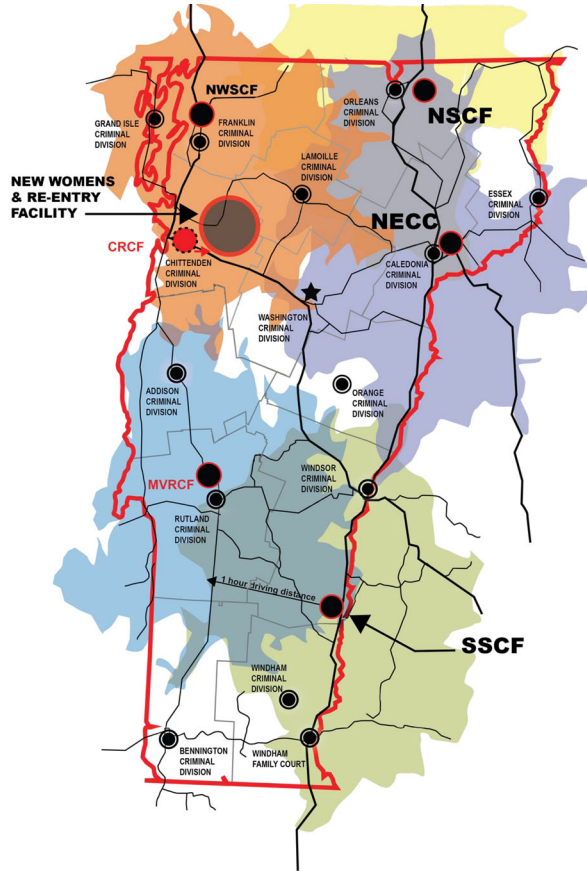 NWSCF
GRAND ISLE
CRIMINAL
DIVISION
FRANKLIN
CRIMINAL
DIVISION
ORLEANS
CRIMINAL
DIVISION
NSCF
LAMOILLE
CRIMINAL
DIVISION
ESSEX
CRIMINAL
DIVISION
NEW WOMENS
& RE-ENTRY
FACILITY
NECC
CRCF
CHITTENDEN
CRIMINAL
DIVISION
CALEDONIA
CRIMINAL
DIVISION
WASHINGTON
CRIMINAL
DIVISION
ADDISON
CRIMINAL
DIVISION
ORANGE
CRIMINAL
DIVISION
MVRCF
WINDSOR
CRIMINAL
DIVISION
RUTLAND
CRIMINAL
DIVISION
1 hour driving distance
SSCF
WINDHAM
CRIMINAL
DIVISION
BENNINGTON
CRIMINAL
DIVISION
WINDHAM
FAMILY COURT